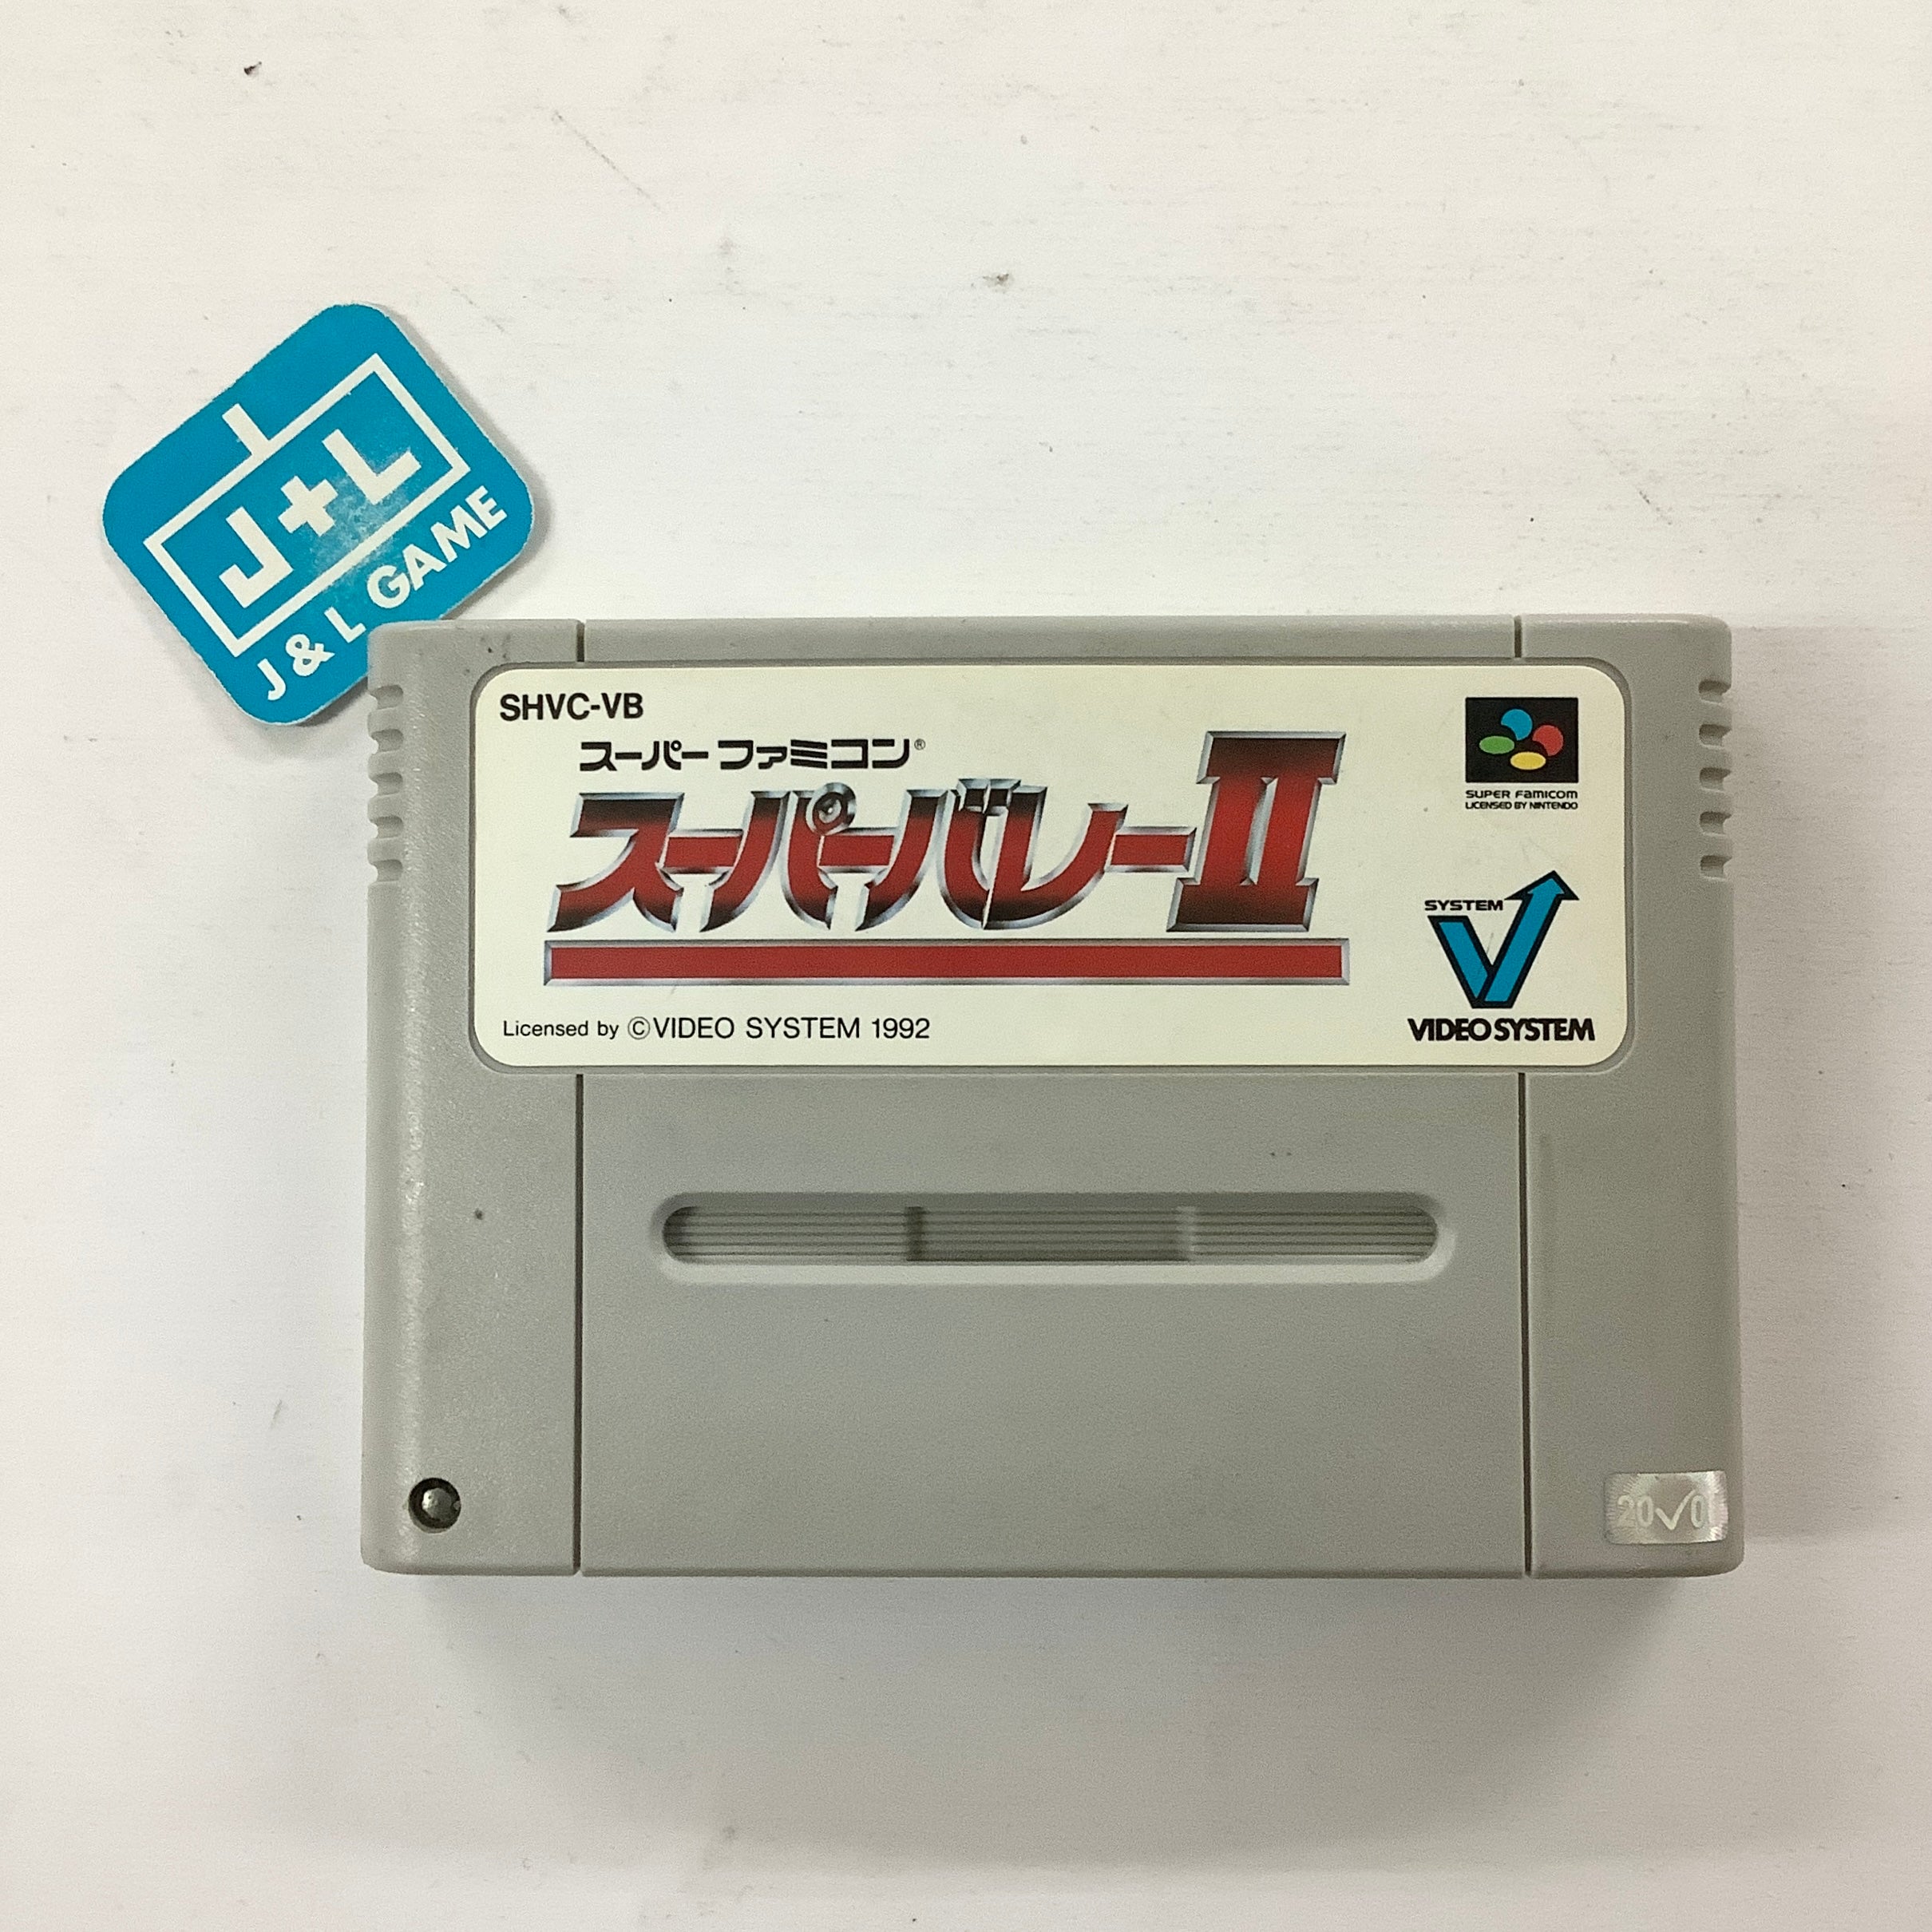 J+L
J & L GAME
SHVC-VB
スーパーファミコン®
スーパーバレーII
SUPER FAMICOM
LICENSED BY NINTENDO
SYSTEM
V
VIDEO SYSTEM
Licensed by ©VIDEO SYSTEM 1992